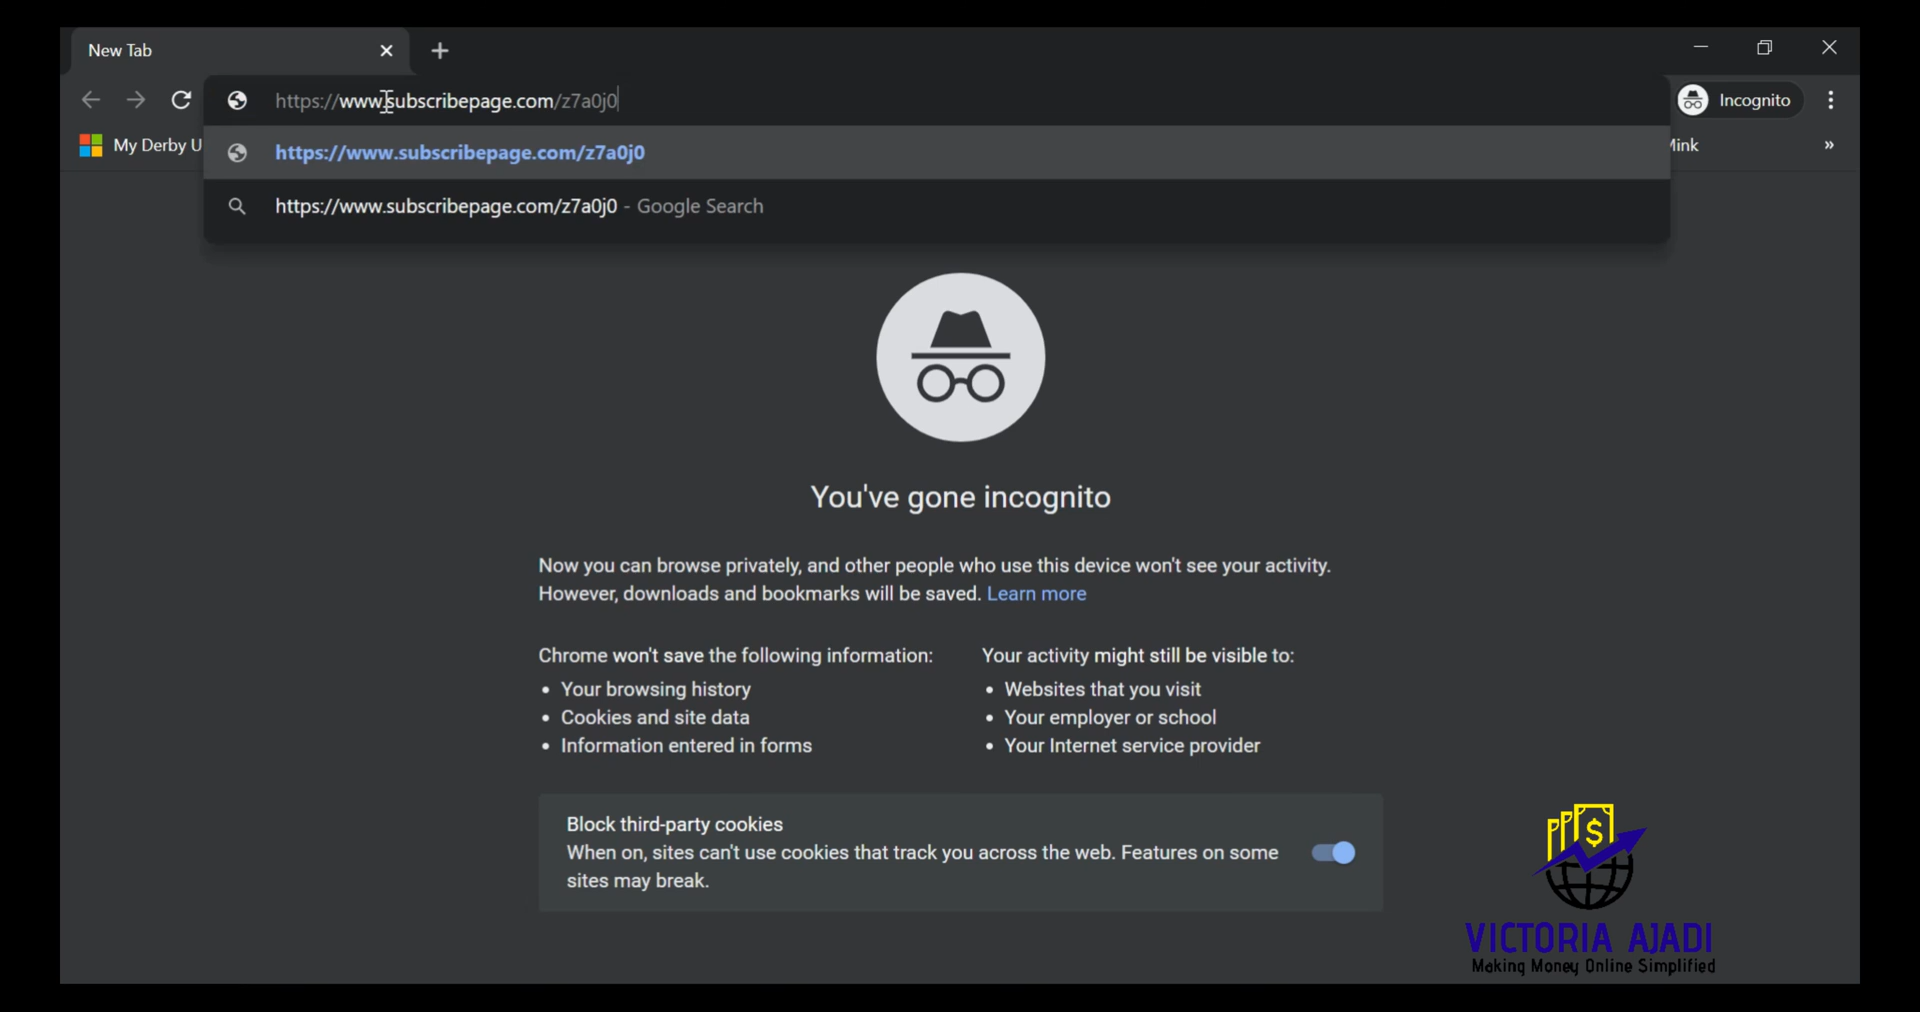 New Tab
https://www.subscribepage.com/z7a0j0
Incognito
My Derby U
https://www.subscribepage.com/z7a0j0
https://www.subscribepage.com/z7a0j0 - Google Search
You've gone incognito
Now you can browse privately, and other people who use this device won't see your activity.
However, downloads and bookmarks will be saved. Learn more
Chrome won't save the following information:
Your browsing history
Cookies and site data
Information entered in forms
Your activity might still be visible to:
Websites that you visit
Your employer or school
Your Internet service provider
Block third-party cookies
When on, sites can't use cookies that track you across the web. Features on some
sites may break.
$
VICTORIA AJADI
Making Money Online Simplified